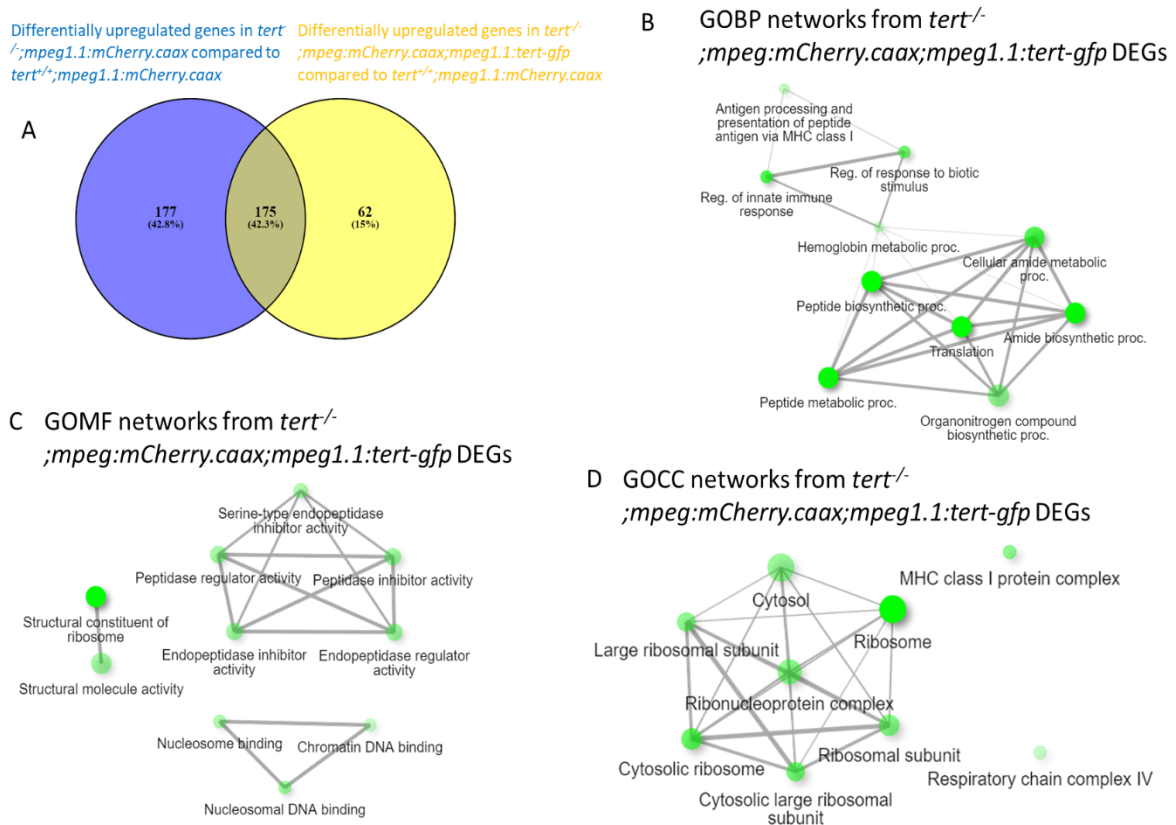 Differentially upregulated genes in tert-
/-;mpeg1.1:mCherry.caax compared to
tert+/+;mpeg1.1:mCherry.caax
Differentially upregulated genes in tert-/-
;mpeg:mCherry.caax;mpeg1.1:tert-gfp
compared to tert+/+;mpeg1.1:mCherry.caax
A
177
(42.8%)
175
(42.3%)
62
(15%)
B
GOBP networks from tert-/-
;mpeg:mCherry.caax;mpeg1.1:tert-gfp DEGs
Antigen processing and
presentation of peptide
antigen via MHC class I
Reg. of response to biotic
stimulus
Reg. of innate immune
response
Hemoglobin metabolic proc.
Cellular amide metabolic
proc.
Peptide biosynthetic proc.
Amide biosynthetic proc.
Translation
Peptide metabolic proc.
Organonitrogen compound
biosynthetic proc.
C
GOMF networks from tert-/-
;mpeg:mCherry.caax;mpeg1.1:tert-gfp DEGs
Serine-type endopeptidase
inhibitor activity
Peptidase regulator activity
Peptidase inhibitor activity
Structural constituent of
ribosome
Endopeptidase inhibitor
activity
Endopeptidase regulator
activity
Structural molecule activity
Nucleosome binding
Chromatin DNA binding
Nucleosomal DNA binding
D
GOCC networks from tert-/-
;mpeg:mCherry.caax;mpeg1.1:tert-gfp DEGs
MHC class I protein complex
Cytosol
Ribosome
Large ribosomal subunit
Ribonucleoprotein complex
Ribosomal subunit
Cytosolic ribosome
Cytosolic large ribosomal
subunit
Respiratory chain complex IV